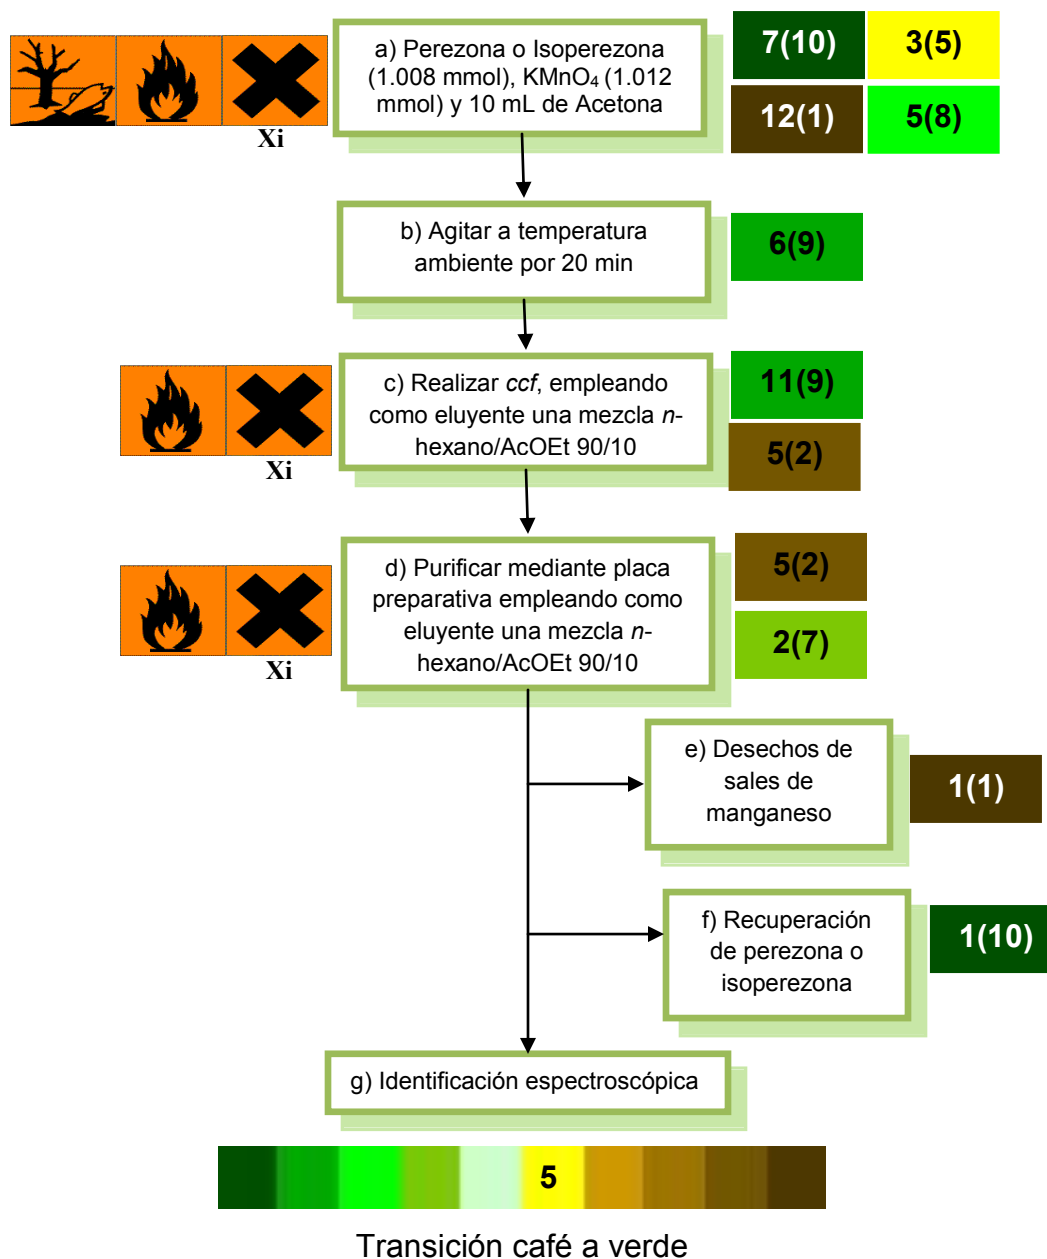 a) Perezona o Isoperezona
(1.008 mmol), KMnO₄ (1.012
mmol) y 10 mL de Acetona
Xi
7(10)
3(5)
12(1)
5(8)
b) Agitar a temperatura
ambiente por 20 min
6(9)
c) Realizar ccf, empleando
como eluyente una mezcla n-
hexano/AcOEt 90/10
Xi
11(9)
5(2)
d) Purificar mediante placa
preparativa empleando como
eluyente una mezcla n-
hexano/AcOEt 90/10
Xi
5(2)
2(7)
e) Desechos de
sales de
manganeso
1(1)
f) Recuperación
de perezona o
isoperezona
1(10)
g) Identificación espectroscópica
5
Transición café a verde